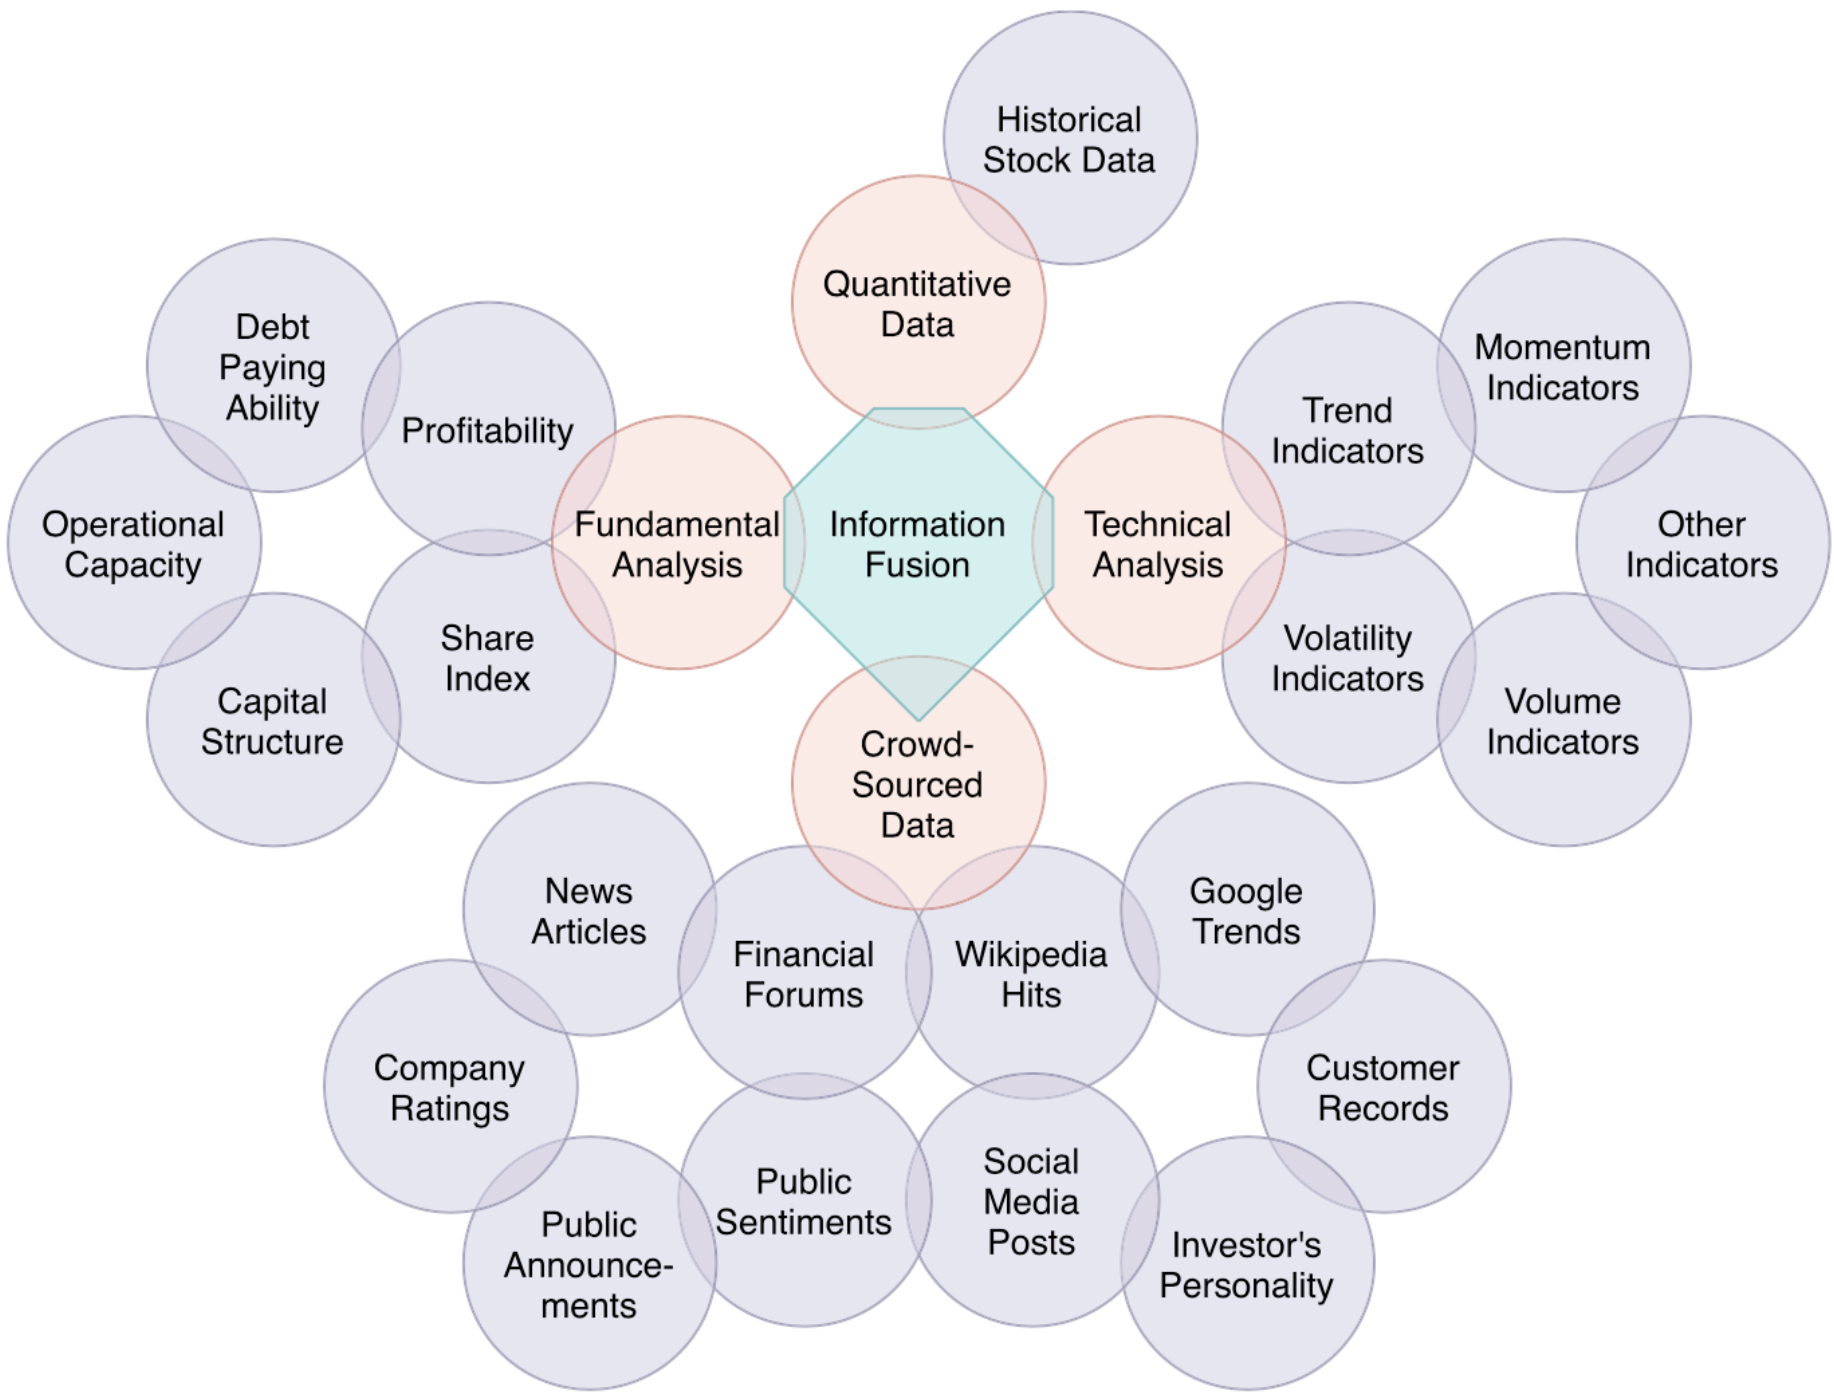 Historical
Stock Data
Quantitative
Data
Debt
Paying
Ability
Profitability
Operational
Capacity
Share
Index
Capital
Structure
Fundamental
Analysis
Information
Fusion
Technical
Analysis
Trend
Indicators
Momentum
Indicators
Other
Indicators
Volatility
Indicators
Volume
Indicators
Crowd-
Sourced
Data
News
Articles
Financial
Forums
Wikipedia
Hits
Google
Trends
Company
Ratings
Customer
Records
Public
Announce-
ments
Public
Sentiments
Social
Media
Posts
Investor's
Personality